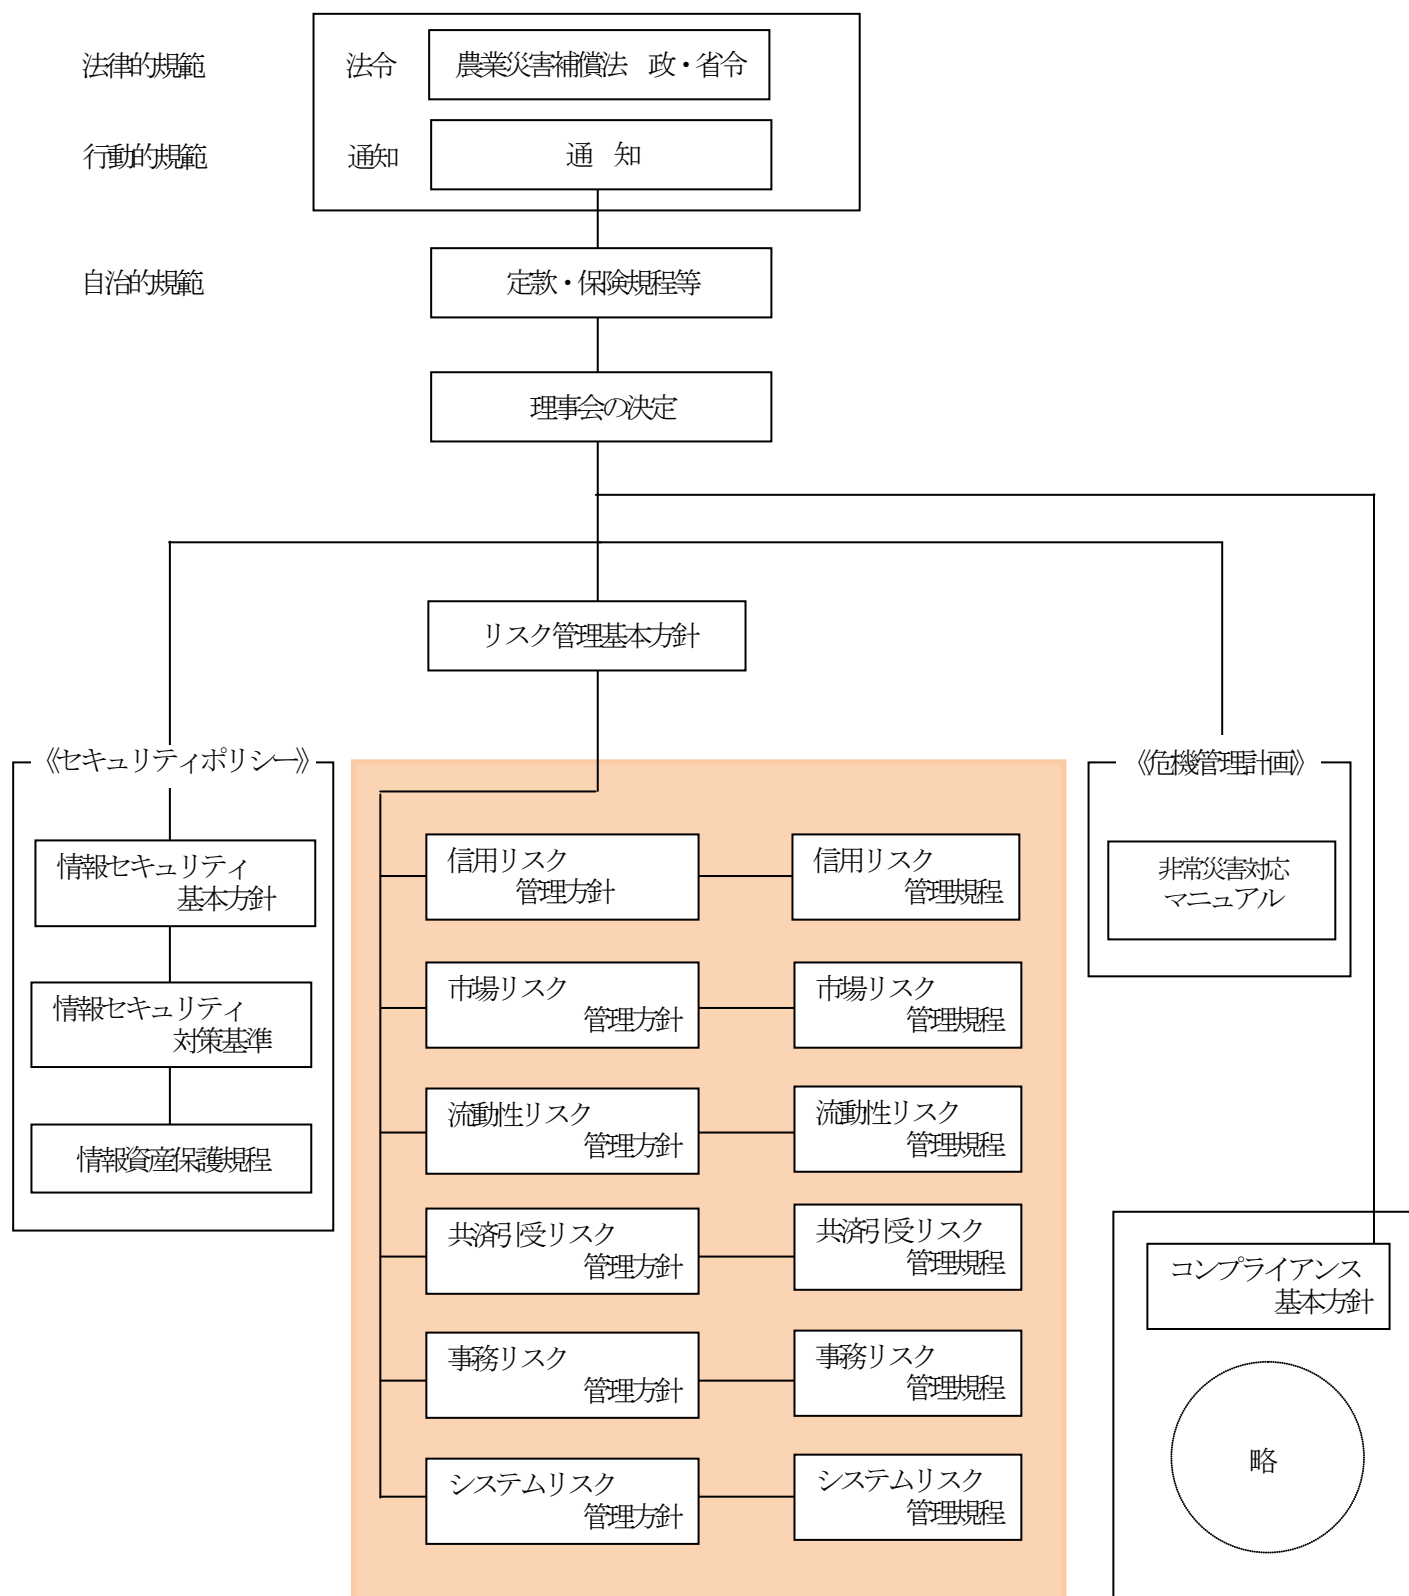 法律的規範
法令
農業災害補償法　政・省令
行動的規範
通知
通　知
自治的規範
定款・保険規程等
理事会の決定
リスク管理基本方針
《セキュリティポリシー》
情報セキュリティ
基本方針
情報セキュリティ
対策基準
情報資産保護規程
信用リスク
管理方針
信用リスク
管理規程
市場リスク
管理方針
市場リスク
管理規程
流動性リスク
管理方針
流動性リスク
管理規程
共済引受リスク
管理方針
共済引受リスク
管理規程
事務リスク
管理方針
事務リスク
管理規程
システムリスク
管理方針
システムリスク
管理規程
《危機管理計画》
非常災害対応
マニュアル
コンプライアンス
基本方針
略